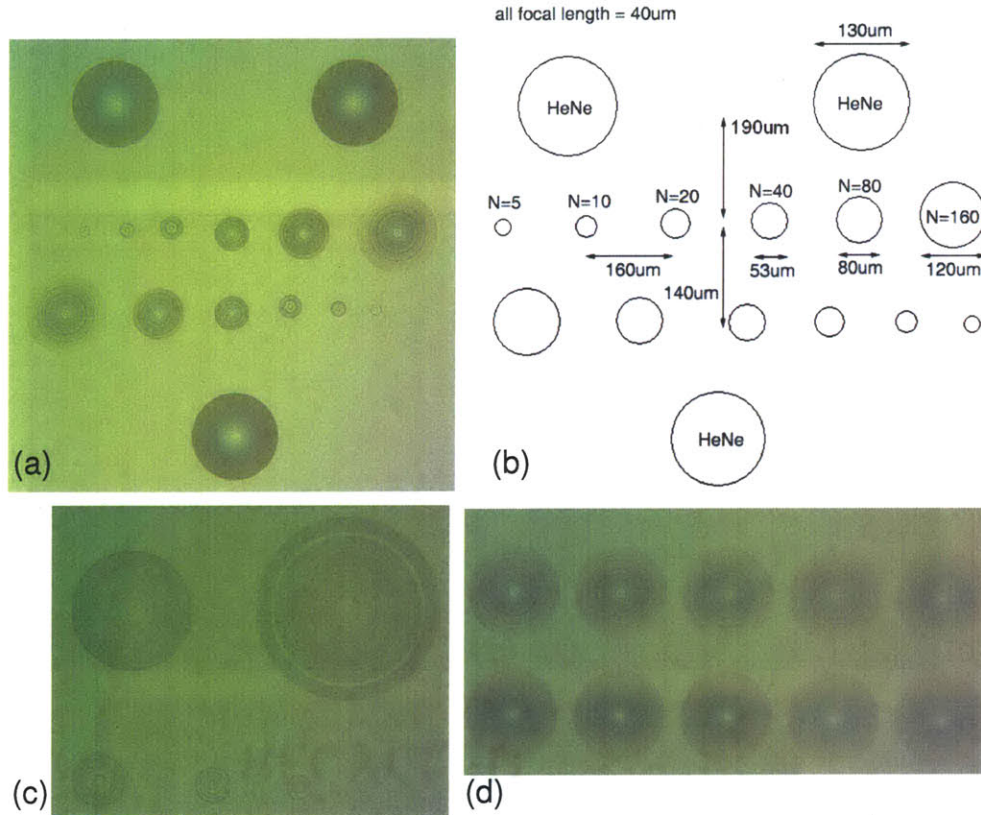 all focal length = 40um
130um
HeNe
HeNe
190um
N=5
N=10
N=20
N=40
N=80
N=160
160um
53um
80um
120um
140um
HeNe
(a)
(b)
(c)
(d)